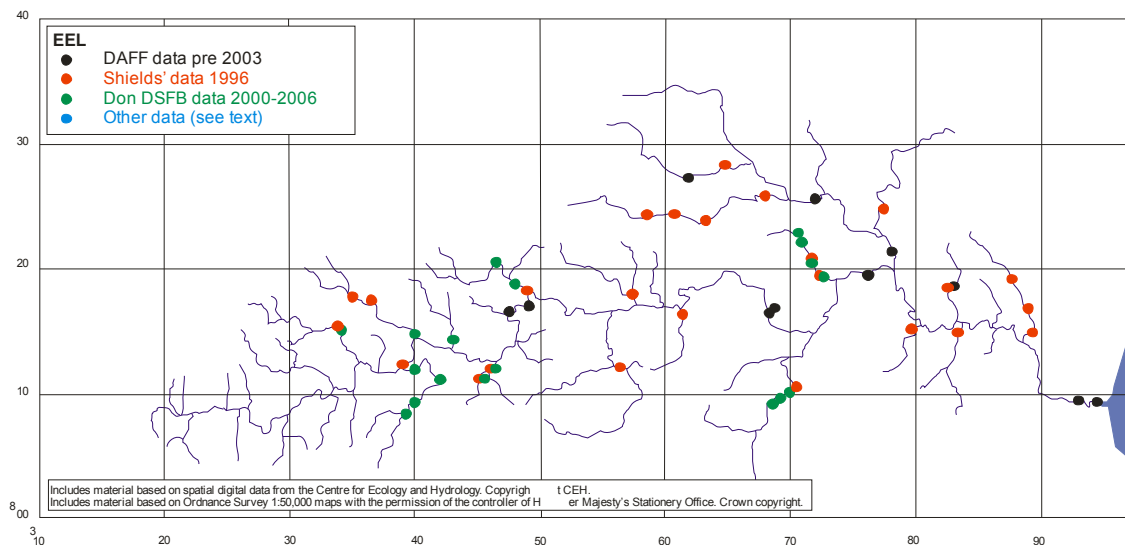 40
EEL
DAFF data pre 2003
Shields' data 1996
Don DSFB data 2000-2006
Other data (see text)
30
20
10
Includes material based on spatial digital data from the Centre for Ecology and Hydrology. Copyrigh t CEH.
Includes material based on Ordnance Survey 1:50,000 maps with the permission of the controller of H er Majesty's Stationery Office. Crown copyright.
8 00
3
10 20 30 40 50 60 70 80 90